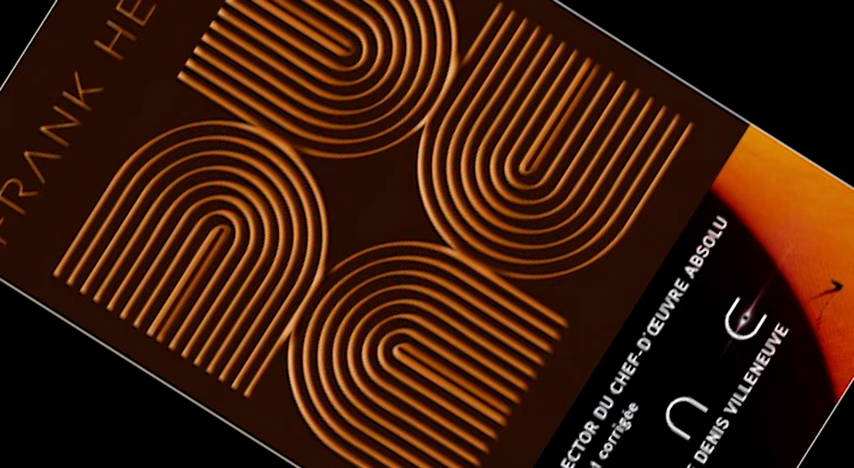 FRANK HE
ECTOR DU CHEF-D'ŒUVRE ABSOLU
corrigée
DENIS VILLENEUVE